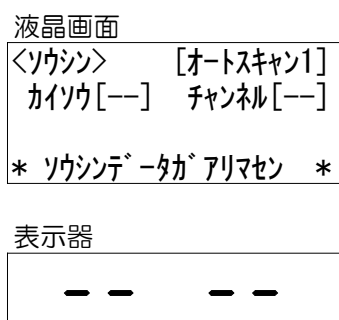 液晶画面
<ソウシン> [オートスキャン1]
カイソウ[--] チャンネル[--]
* ソウシンデータガアリマセン *
表示器
-- --